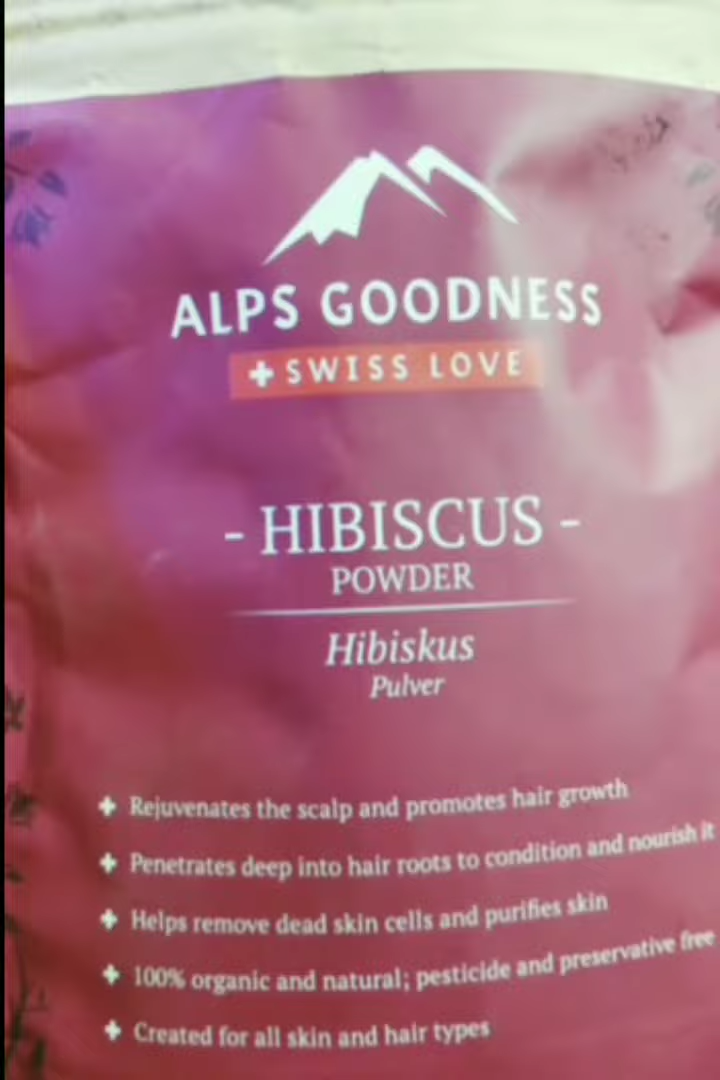 ALPS GOODNESS
+ SWISS LOVE
- HIBISCUS -
POWDER
Hibiskus
Pulver
+ Rejuvenates the scalp and promotes hair growth
+ Penetrates deep into hair roots to condition and nourish it
+ Helps remove dead skin cells and purifies skin
+ 100% organic and natural; pesticide and preservative free
+ Created for all skin and hair types